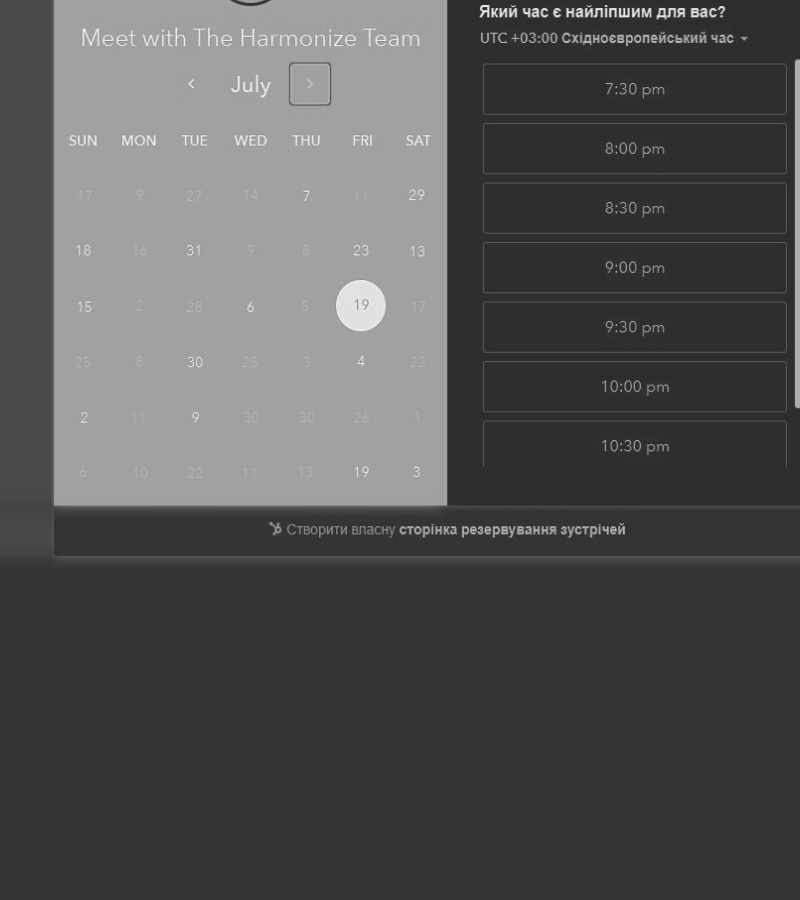 Meet with The Harmonize Team
July
SUN MON TUE WED THU FRI SAT
17 9 27 14 7 11 29
18 16 31 9 8 23 13
15 2 28 6 5 19 17
25 8 30 25 3 4 22
2 11 9 30 30 26 1
6 10 22 11 13 19 3
Який час є найліпшим для вас?
UTC +03:00 Східноєвропейський час
7:30 pm
8:00 pm
8:30 pm
9:00 pm
9:30 pm
10:00 pm
10:30 pm
Створити власну сторінка резервування зустрічей